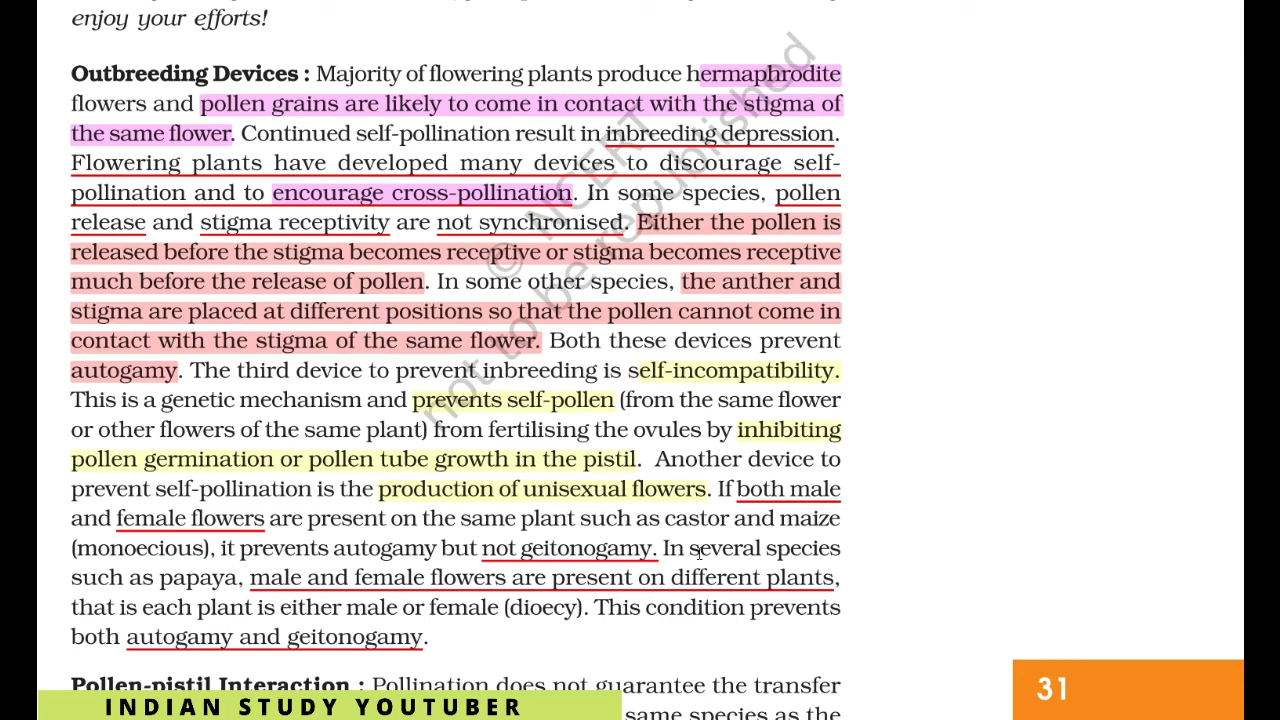 enjoy your efforts!
Outbreeding Devices : Majority of flowering plants produce hermaphrodite
flowers and pollen grains are likely to come in contact with the stigma of
the same flower. Continued self-pollination result in inbreeding depression.
Flowering plants have developed many devices to discourage self-
pollination and to encourage cross-pollination. In some species, pollen
release and stigma receptivity are not synchronised. Either the pollen is
released before the stigma becomes receptive or stigma becomes receptive
much before the release of pollen. In some other species, the anther and
stigma are placed at different positions so that the pollen cannot come in
contact with the stigma of the same flower. Both these devices prevent
autogamy. The third device to prevent inbreeding is self-incompatibility.
This is a genetic mechanism and prevents self-pollen (from the same flower
or other flowers of the same plant) from fertilising the ovules by inhibiting
pollen germination or pollen tube growth in the pistil. Another device to
prevent self-pollination is the production of unisexual flowers. If both male
and female flowers are present on the same plant such as castor and maize
(monoecious), it prevents autogamy but not geitonogamy. In several species
such as papaya, male and female flowers are present on different plants,
that is each plant is either male or female (dioecy). This condition prevents
both autogamy and geitonogamy.
Pollen-pistil Interaction : Pollination does not guarantee the transfer
same species as the
© NCERT
not to be republished
31
INDIAN STUDY YOUTUBER